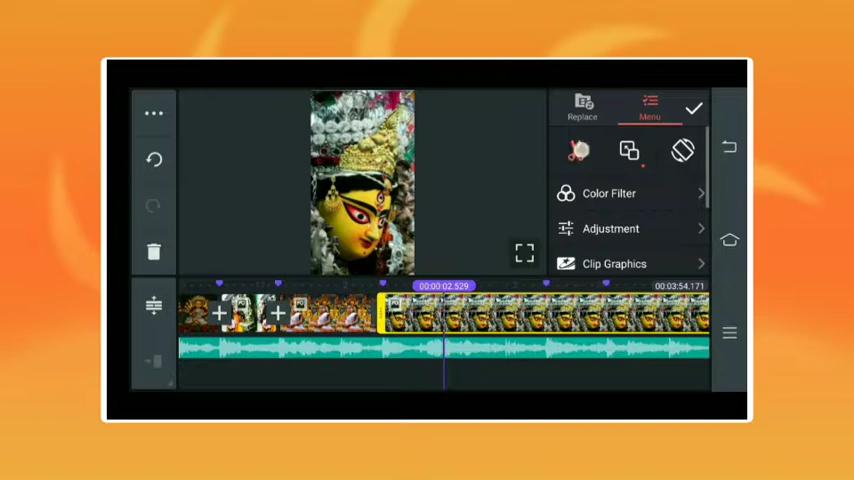 Replace
Menu
Color Filter
Adjustment
Clip Graphics
00:00:02.529
00:03:54.171